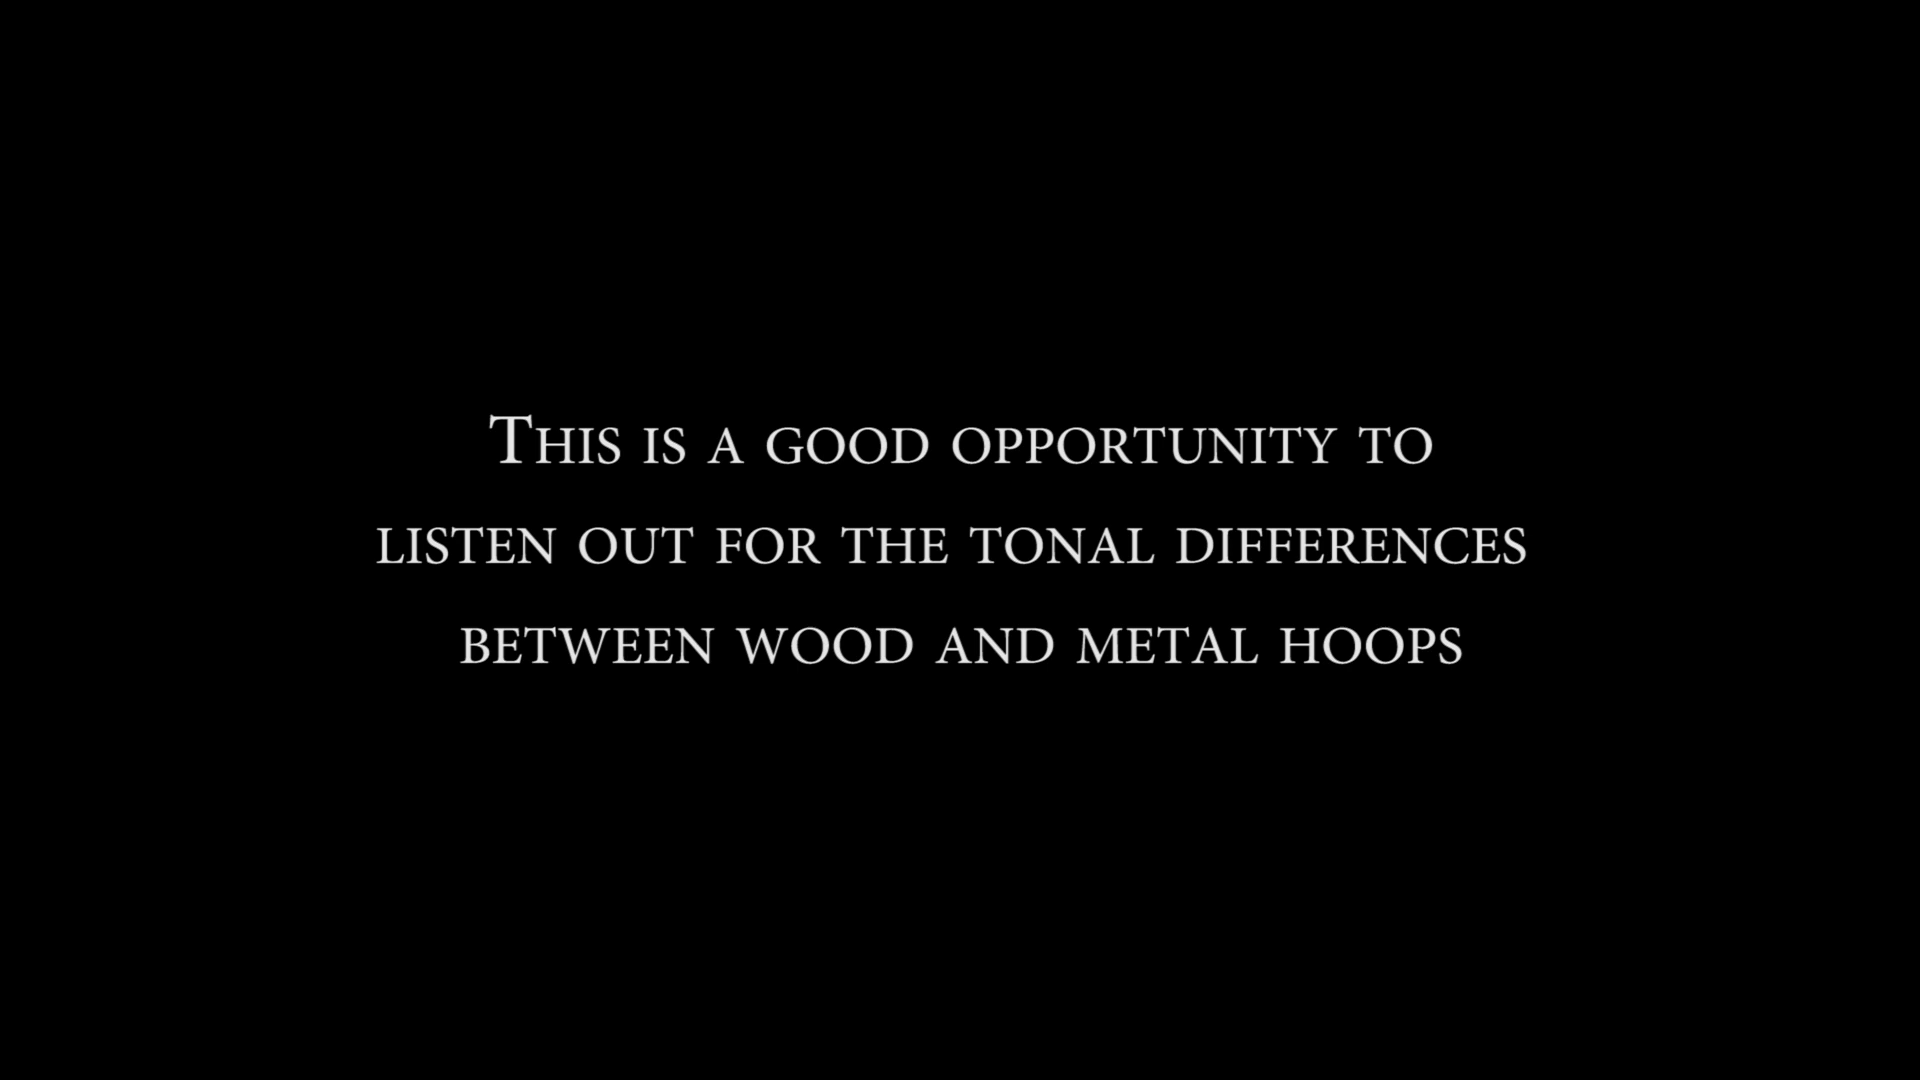 This is a good opportunity to
listen out for the tonal differences
between wood and metal hoops